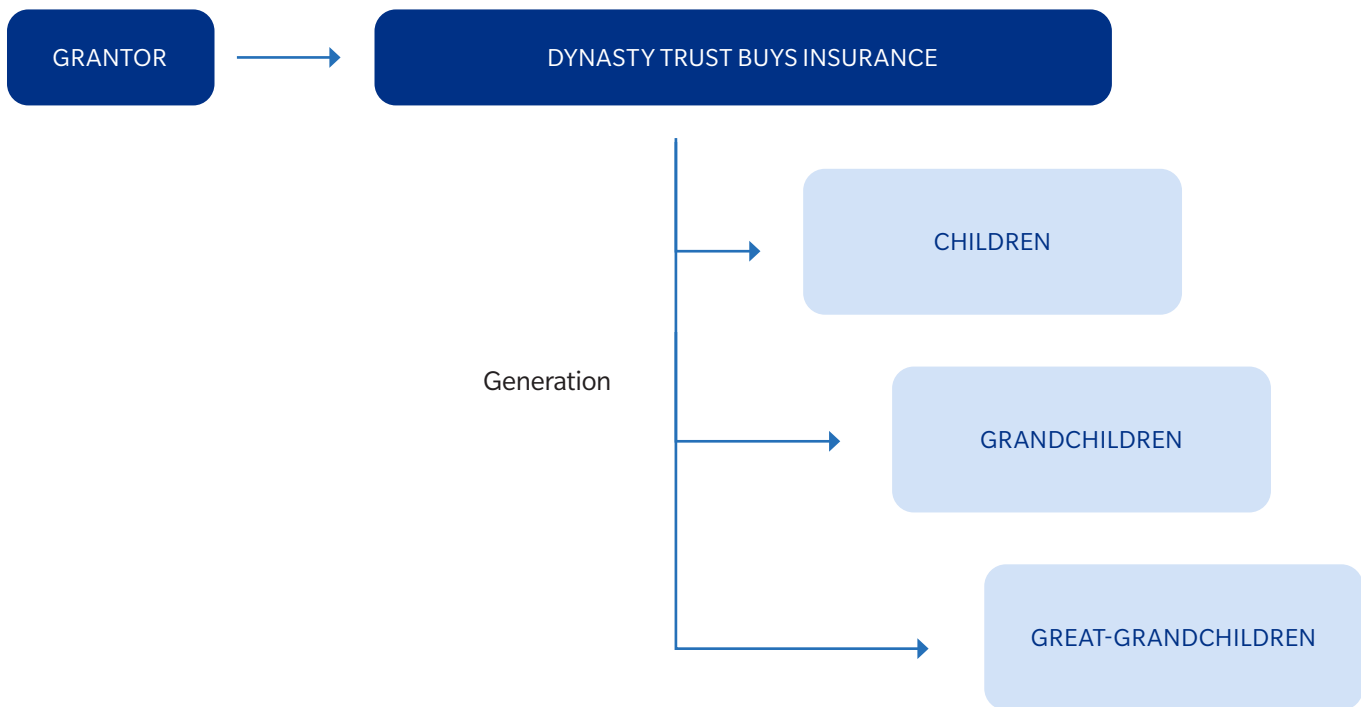 GRANTOR
DYNASTY TRUST BUYS INSURANCE
CHILDREN
Generation
GRANDCHILDREN
GREAT-GRANDCHILDREN